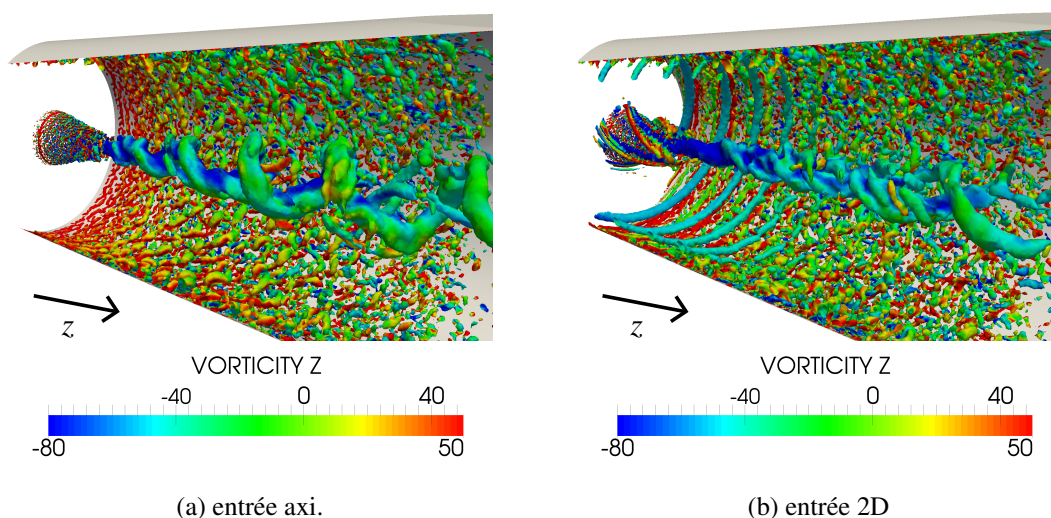 z
z
VORTICITY Z
-40 0 40
-80 50
VORTICITY Z
-40 0 40
-80 50
(a) entrée axi.
(b) entrée 2D